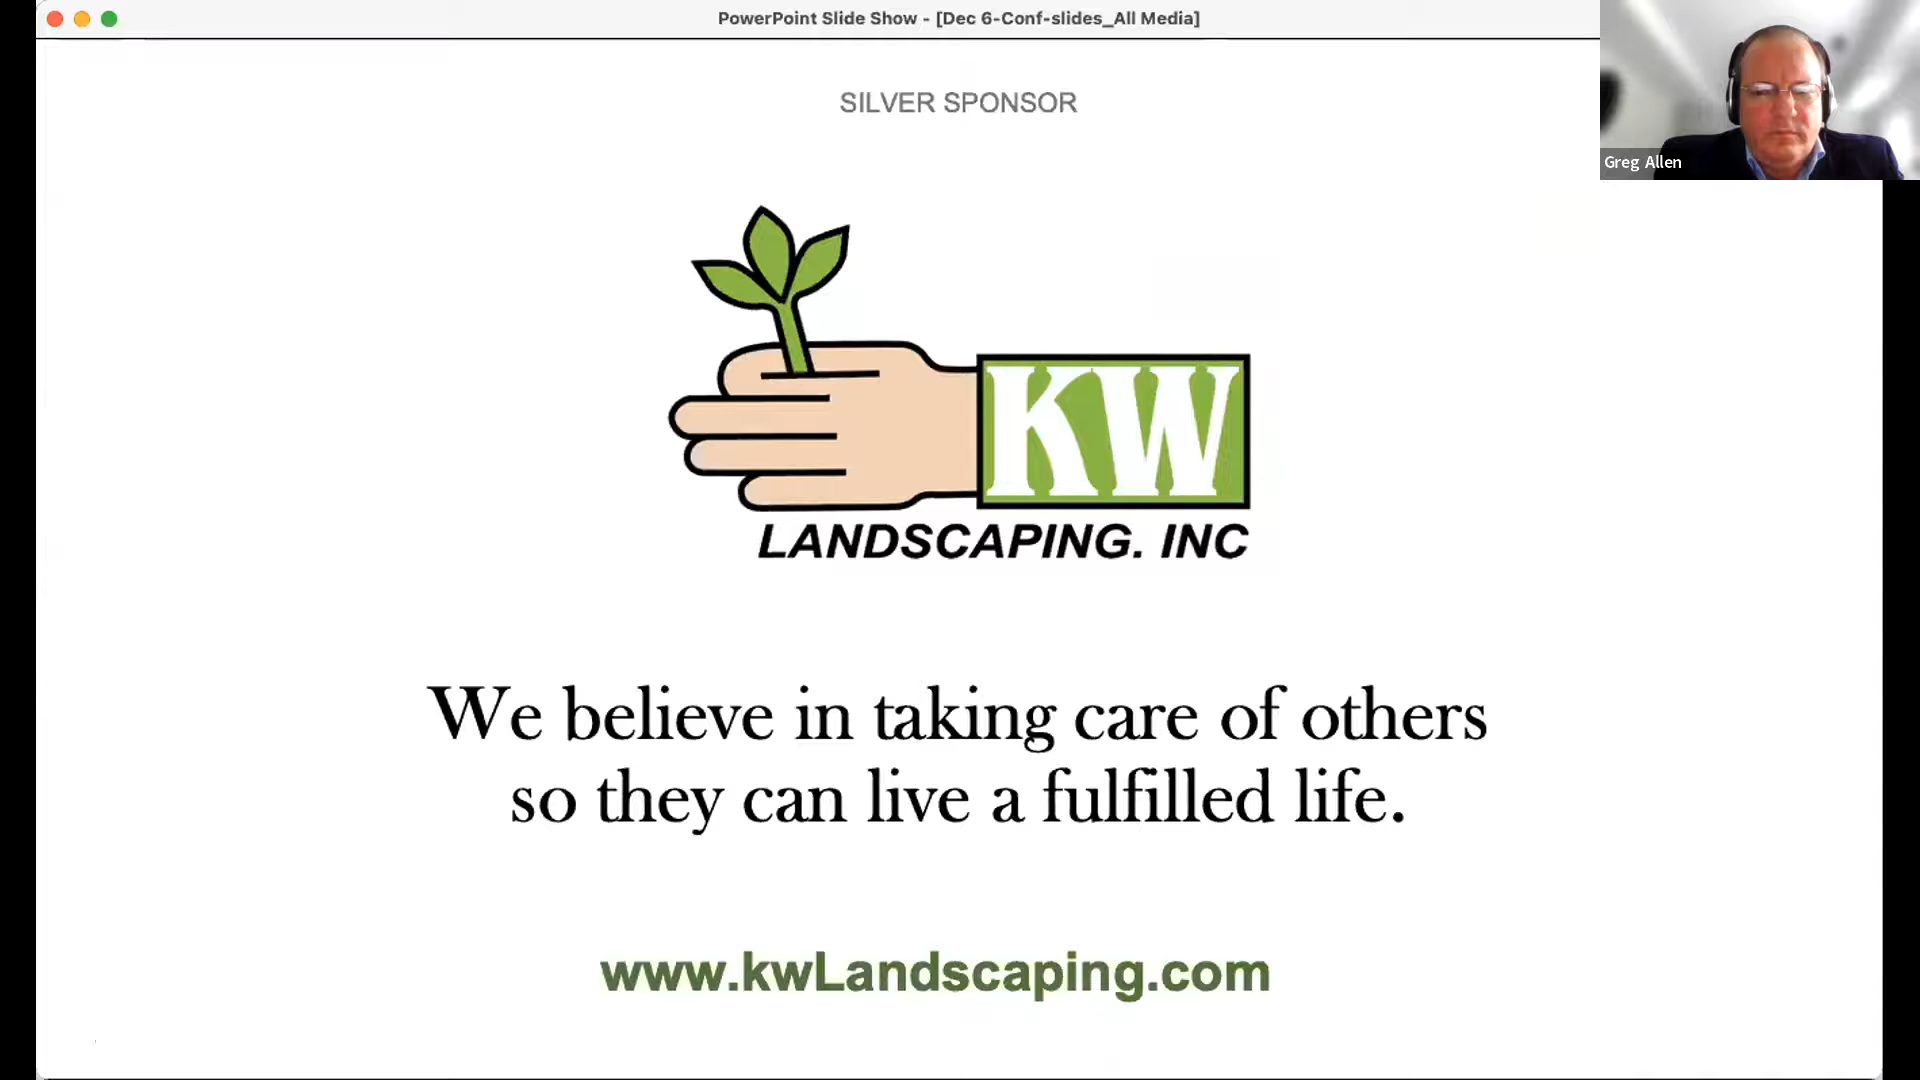 PowerPoint Slide Show - [Dec 6-Conf-slides_All Media]
SILVER SPONSOR
Greg Allen
KW
LANDSCAPING. INC
We believe in taking care of others
so they can live a fulfilled life.
www.kwLandscaping.com